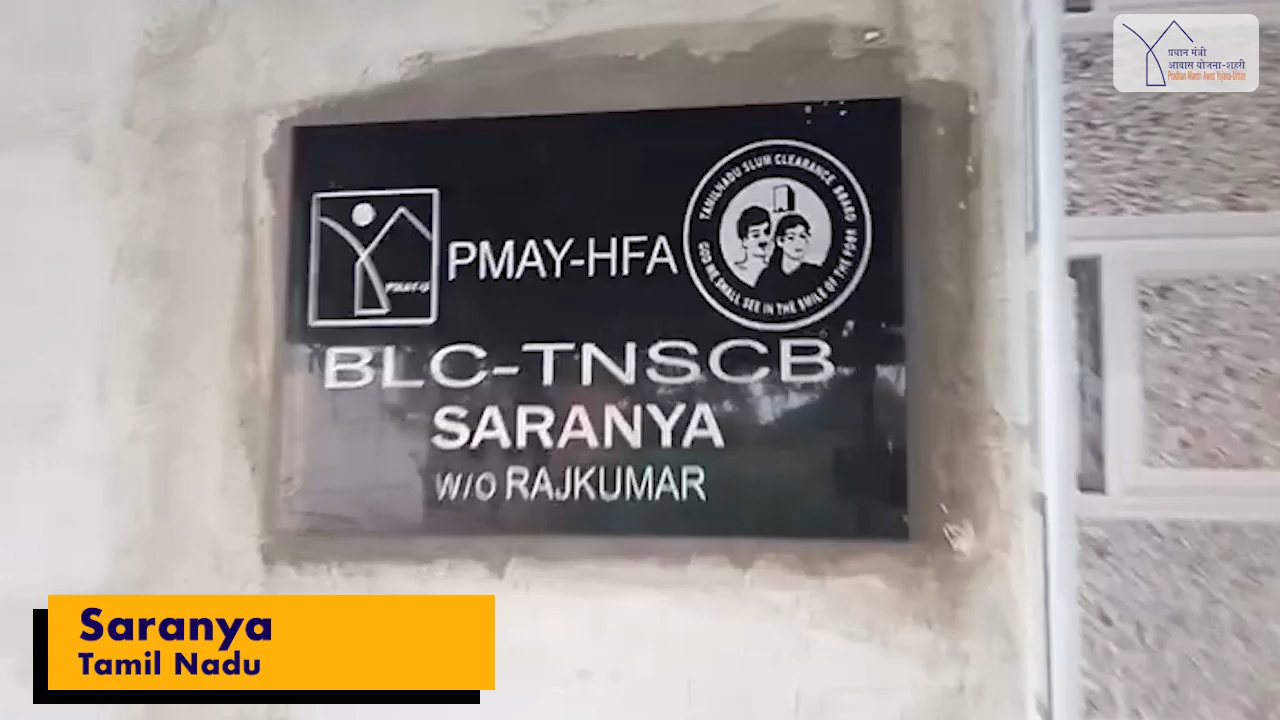 प्रधान मंत्री
आवास योजना-शहरी
Pradhan Mantri Awas Yojana-Urban
TAMILNADU SLUM CLEARANCE BOARD
GOD WE SHALL SEE IN THE SMILE OF THE POOR
PMAY-HFA
BLC-TNSCB
SARANYA
W/O RAJKUMAR
Saranya
Tamil Nadu